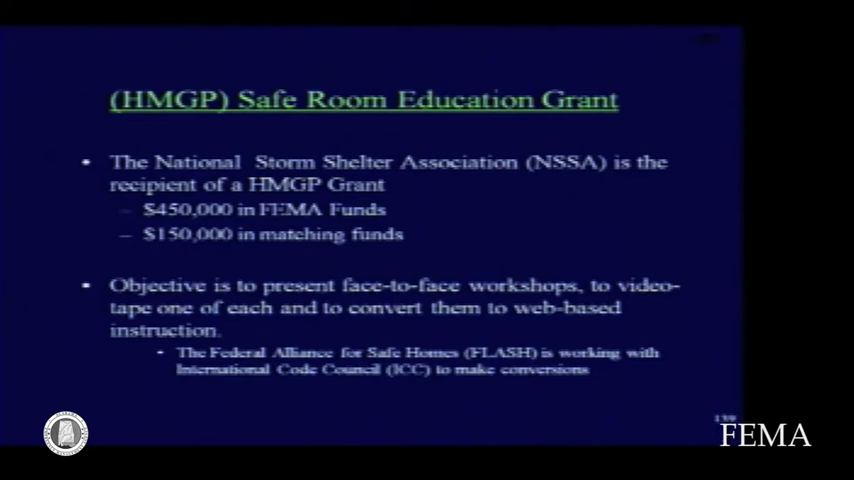 (HMGP) Safe Room Education Grant
• The National Storm Shelter Association (NSSA) is the
recipient of a HMGP Grant
– $450,000 in FEMA Funds
– $150,000 in matching funds
• Objective is to present face-to-face workshops, to video-
tape one of each and to convert them to web-based
instruction.
• The Federal Alliance for Safe Homes (FLASH) is working with
International Code Council (ICC) to make conversions
FEMA